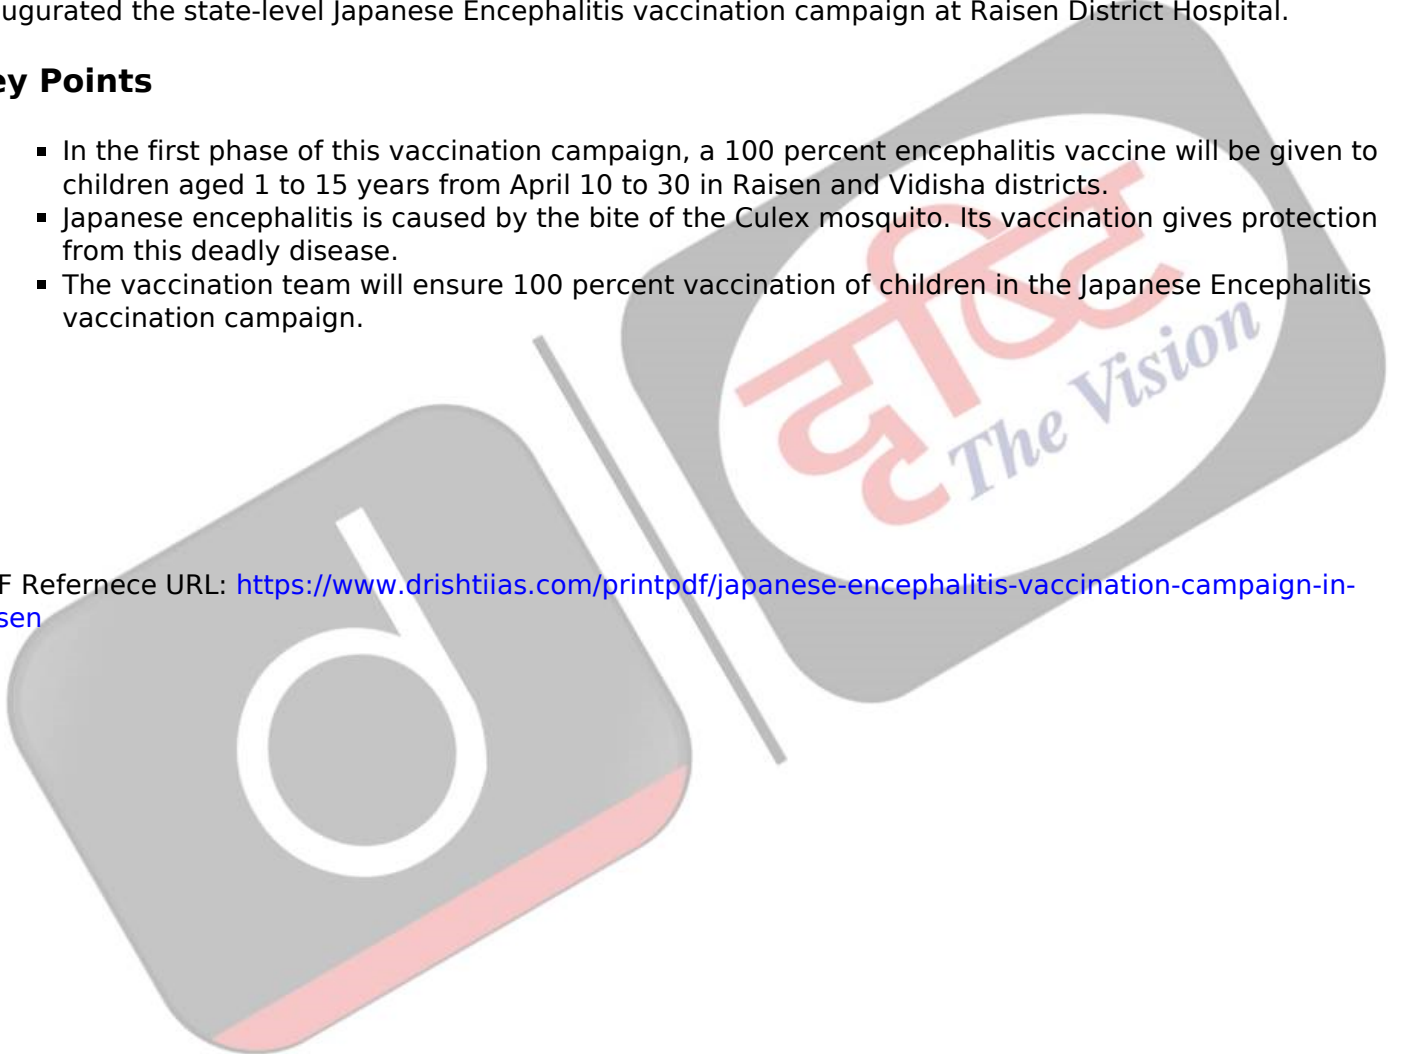 ugurated the state-level Japanese Encephalitis vaccination campaign at Raisen District Hospital.
ey Points
▪ In the first phase of this vaccination campaign, a 100 percent encephalitis vaccine will be given to
children aged 1 to 15 years from April 10 to 30 in Raisen and Vidisha districts.
▪ Japanese encephalitis is caused by the bite of the Culex mosquito. Its vaccination gives protection
from this deadly disease.
▪ The vaccination team will ensure 100 percent vaccination of children in the Japanese Encephalitis
vaccination campaign.
दृष्टि
The Vision
d
F Refernece URL: https://www.drishtiias.com/printpdf/japanese-encephalitis-vaccination-campaign-in-
sen